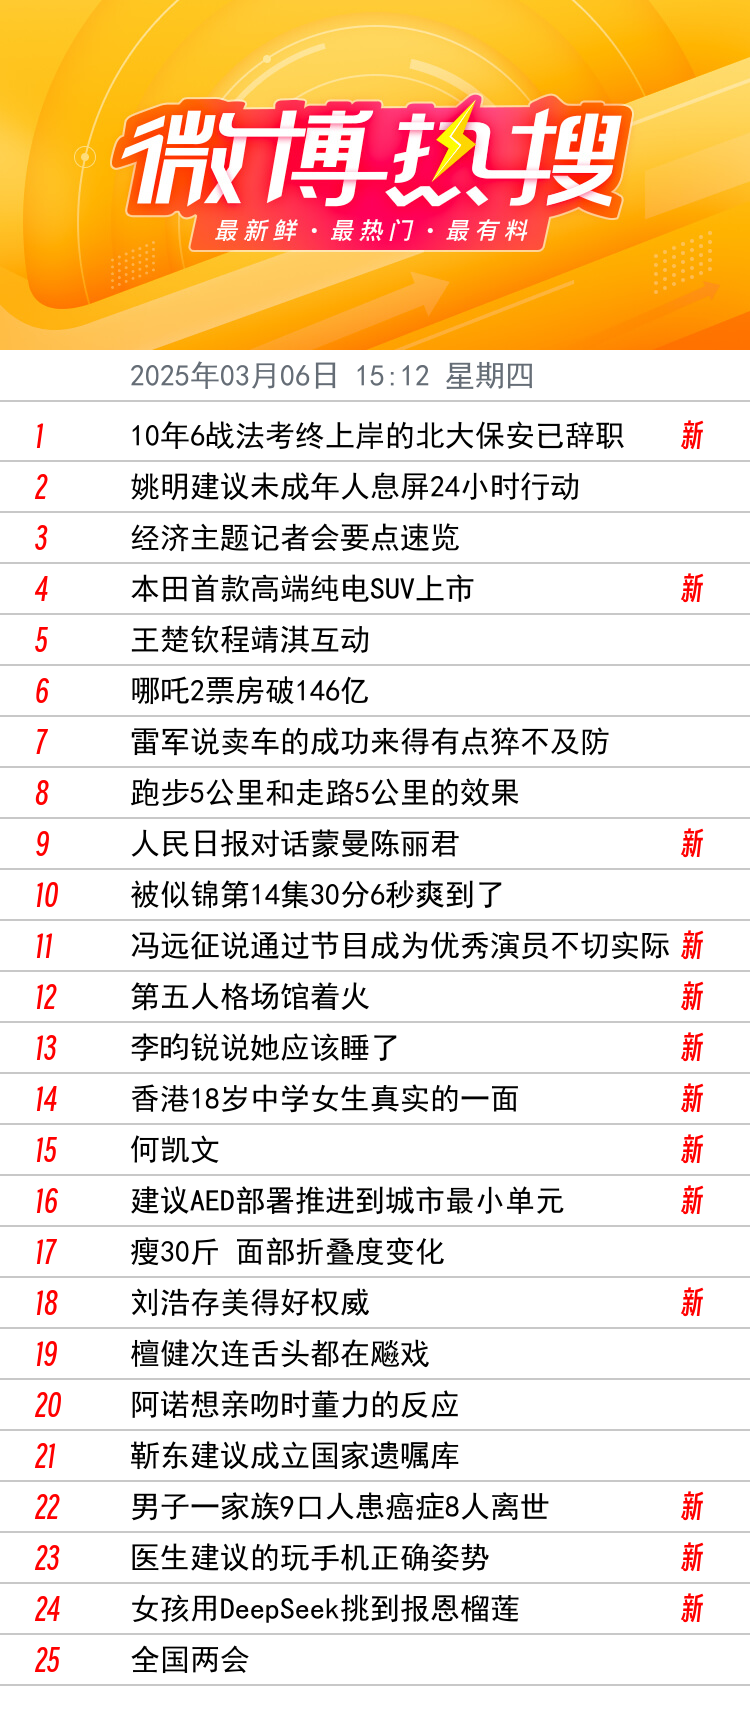 微博热搜
最新鲜·最热门·最有料
2025年03月06日 15:12 星期四
1 10年6战法考终上岸的北大保安已辞职 新
2 姚明建议未成年人息屏24小时行动
3 经济主题记者会要点速览
4 本田首款高端纯电SUV上市 新
5 王楚钦程靖淇互动
6 哪吒2票房破146亿
7 雷军说卖车的成功来得有点猝不及防
8 跑步5公里和走路5公里的效果
9 人民日报对话蒙曼陈丽君 新
10 被似锦第14集30分6秒爽到了
11 冯远征说通过节目成为优秀演员不切实际 新
12 第五人格场馆着火 新
13 李昀锐说她应该睡了 新
14 香港18岁中学女生真实的一面 新
15 何凯文 新
16 建议AED部署推进到城市最小单元 新
17 瘦30斤 面部折叠度变化
18 刘浩存美得好权威 新
19 檀健次连舌头都在飚戏
20 阿诺想亲吻时董力的反应
21 靳东建议成立国家遗嘱库
22 男子一家族9口人患癌症8人离世 新
23 医生建议的玩手机正确姿势 新
24 女孩用DeepSeek挑到报恩榴莲 新
25 全国两会